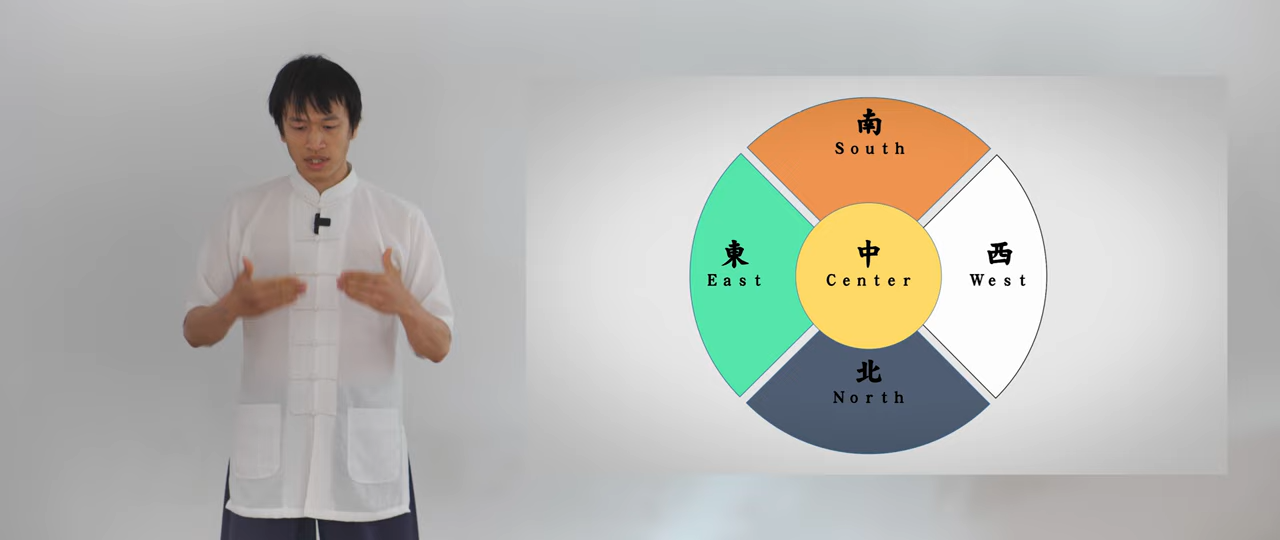 南
South
東
East
中
Center
西
West
北
North